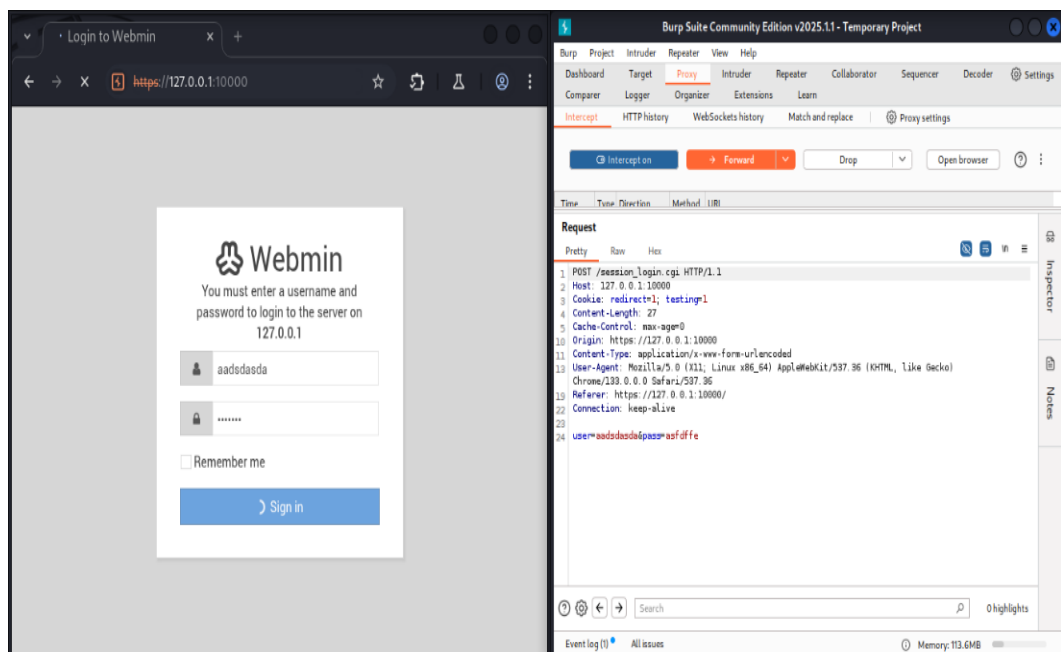 · Login to Webmin
https://127.0.0.1:10000
Webmin
You must enter a username and
password to login to the server on
127.0.0.1
aadsdasda
•••••••
Remember me
Sign in
Burp Suite Community Edition v2025.1.1 - Temporary Project
Burp Project Intruder Repeater View Help
Dashboard Target Proxy Intruder Repeater Collaborator Sequencer Decoder Settings
Comparer Logger Organizer Extensions Learn
Intercept HTTP history WebSockets history Match and replace Proxy settings
Intercept on Forward Drop Open browser
Time Type Direction Method URL
Request
Pretty Raw Hex
\n
1 POST /session_login.cgi HTTP/1.1
2 Host: 127.0.0.1:10000
3 Cookie: redirect=1; testing=1
4 Content-Length: 27
5 Cache-Control: max-age=0
10 Origin: https://127.0.0.1:10000
11 Content-Type: application/x-www-form-urlencoded
13 User-Agent: Mozilla/5.0 (X11; Linux x86_64) AppleWebKit/537.36 (KHTML, like Gecko)
Chrome/133.0.0.0 Safari/537.36
19 Referer: https://127.0.0.1:10000/
22 Connection: keep-alive
23
24 user=aadsdasda&pass=asfdffe
Inspector
Notes
Search
0 highlights
Event log (1) All issues
Memory: 113.6MB